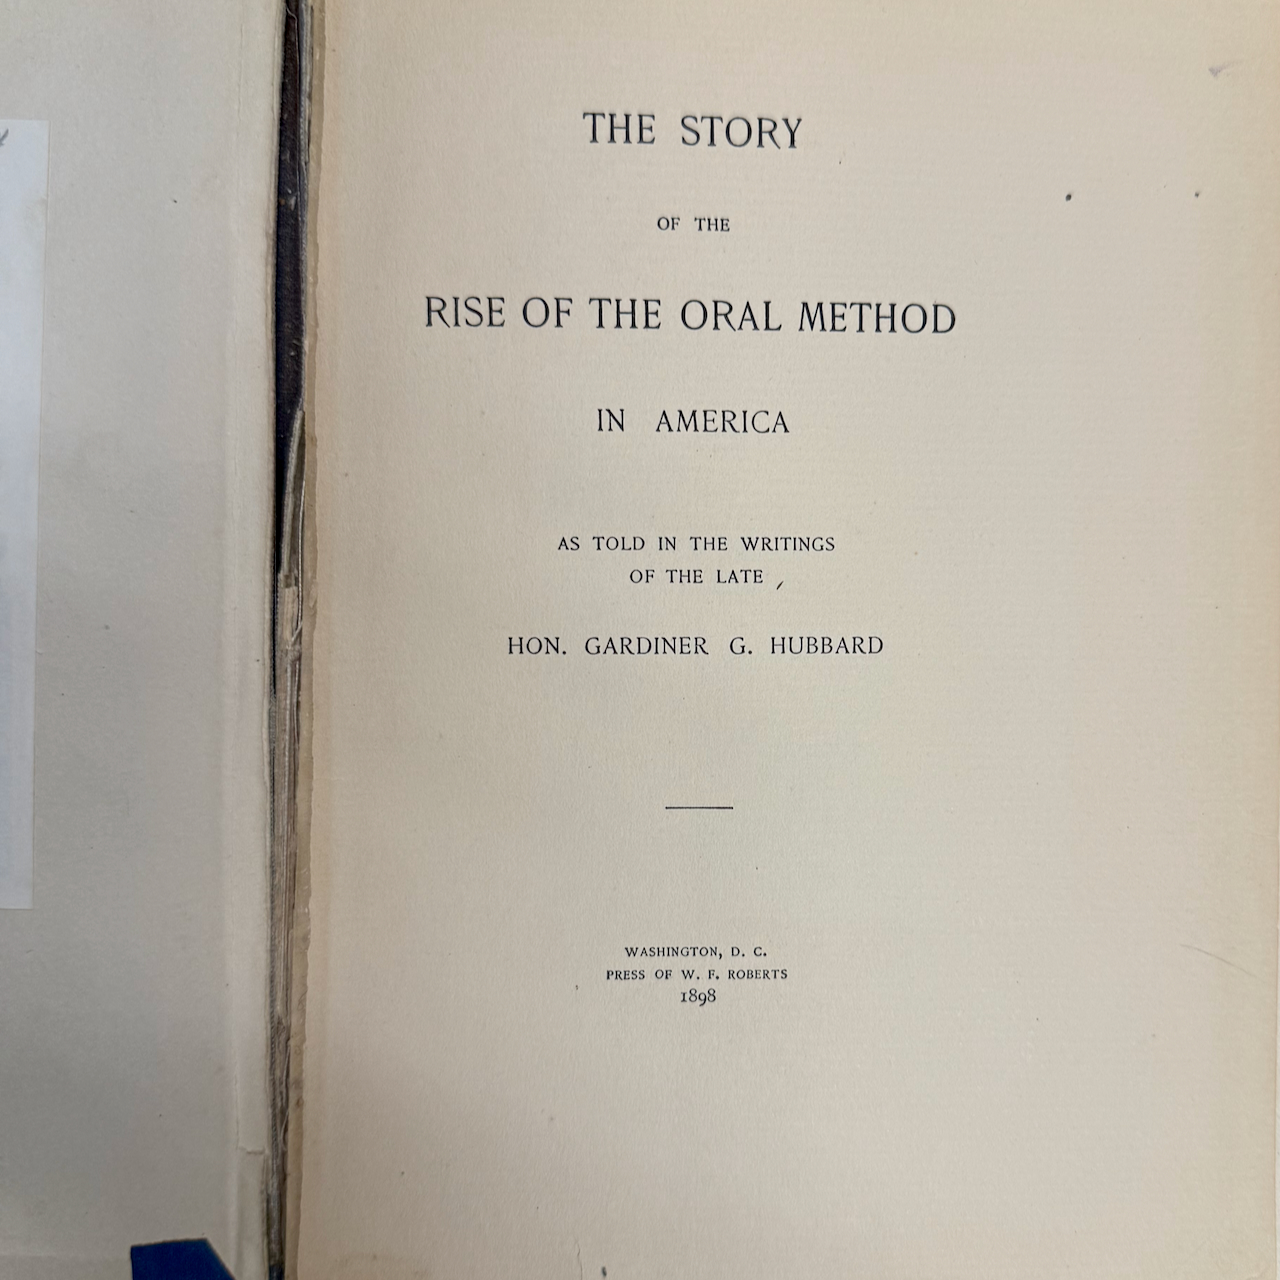 THE STORY
OF THE
RISE OF THE ORAL METHOD
IN AMERICA
AS TOLD IN THE WRITINGS
OF THE LATE
HON. GARDINER G. HUBBARD
WASHINGTON, D. C.
PRESS OF W. F. ROBERTS
1898